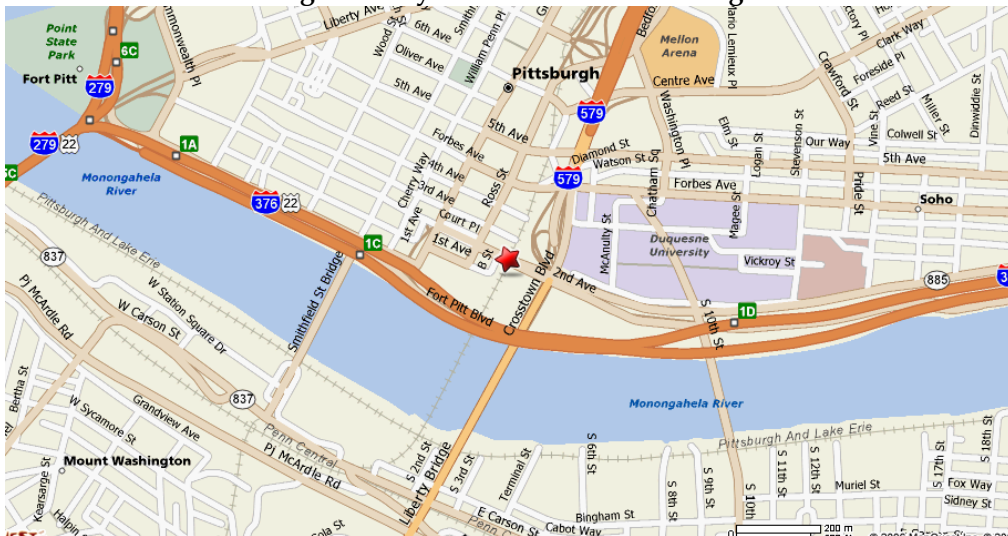 Point
State
Park
Fort Pitt
6C
279
279 22
1A
Monongahela
River
376 22
1C
Liberty Ave
6th Ave
Oliver Ave
5th Ave
William Penn Pl
Pittsburgh
5th Ave
Forbes Ave
4th Ave
3rd Ave
Cherry Way
Ross St
Court Pl
1st Ave
1st Ave
B St
579
579
Mellon
Arena
Centre Ave
Mario Lemieux Pl
Washington Pl
Crawford St
Clark Way
Foreside Pl
Reed St
Miller St
Dinwiddie St
Colwell St
Vine St
Our Way
5th Ave
Elm St
Logan St
Stevenson St
Diamond St
Watson St
Chatham Sq
Forbes Ave
Pride St
Soho
Magee St
McAnulty St
Duquesne
University
Vickroy St
2nd Ave
885
1D
S 10th St
Crosstown Blvd
Fort Pitt Blvd
Smithfield St Bridge
Pittsburgh And Lake Erie
837
PJ McArdle Rd
W Carson St
W Station Square Dr
837
Bertha St
W Sycamore St
Grandview Ave
PJ McArdle Rd
Penn Central
Mount Washington
Kearsarge St
Liberty Bridge
S 2nd St
S 3rd St
Terminal St
E Carson St
Cabot Way
Bingham St
S 6th St
S 8th St
S 9th St
S 10th
S 11th St
S 12th St
Muriel St
S 17th St
S 18th St
Fox Way
Sidney St
Monongahela River
Pittsburgh And Lake Erie
200 m